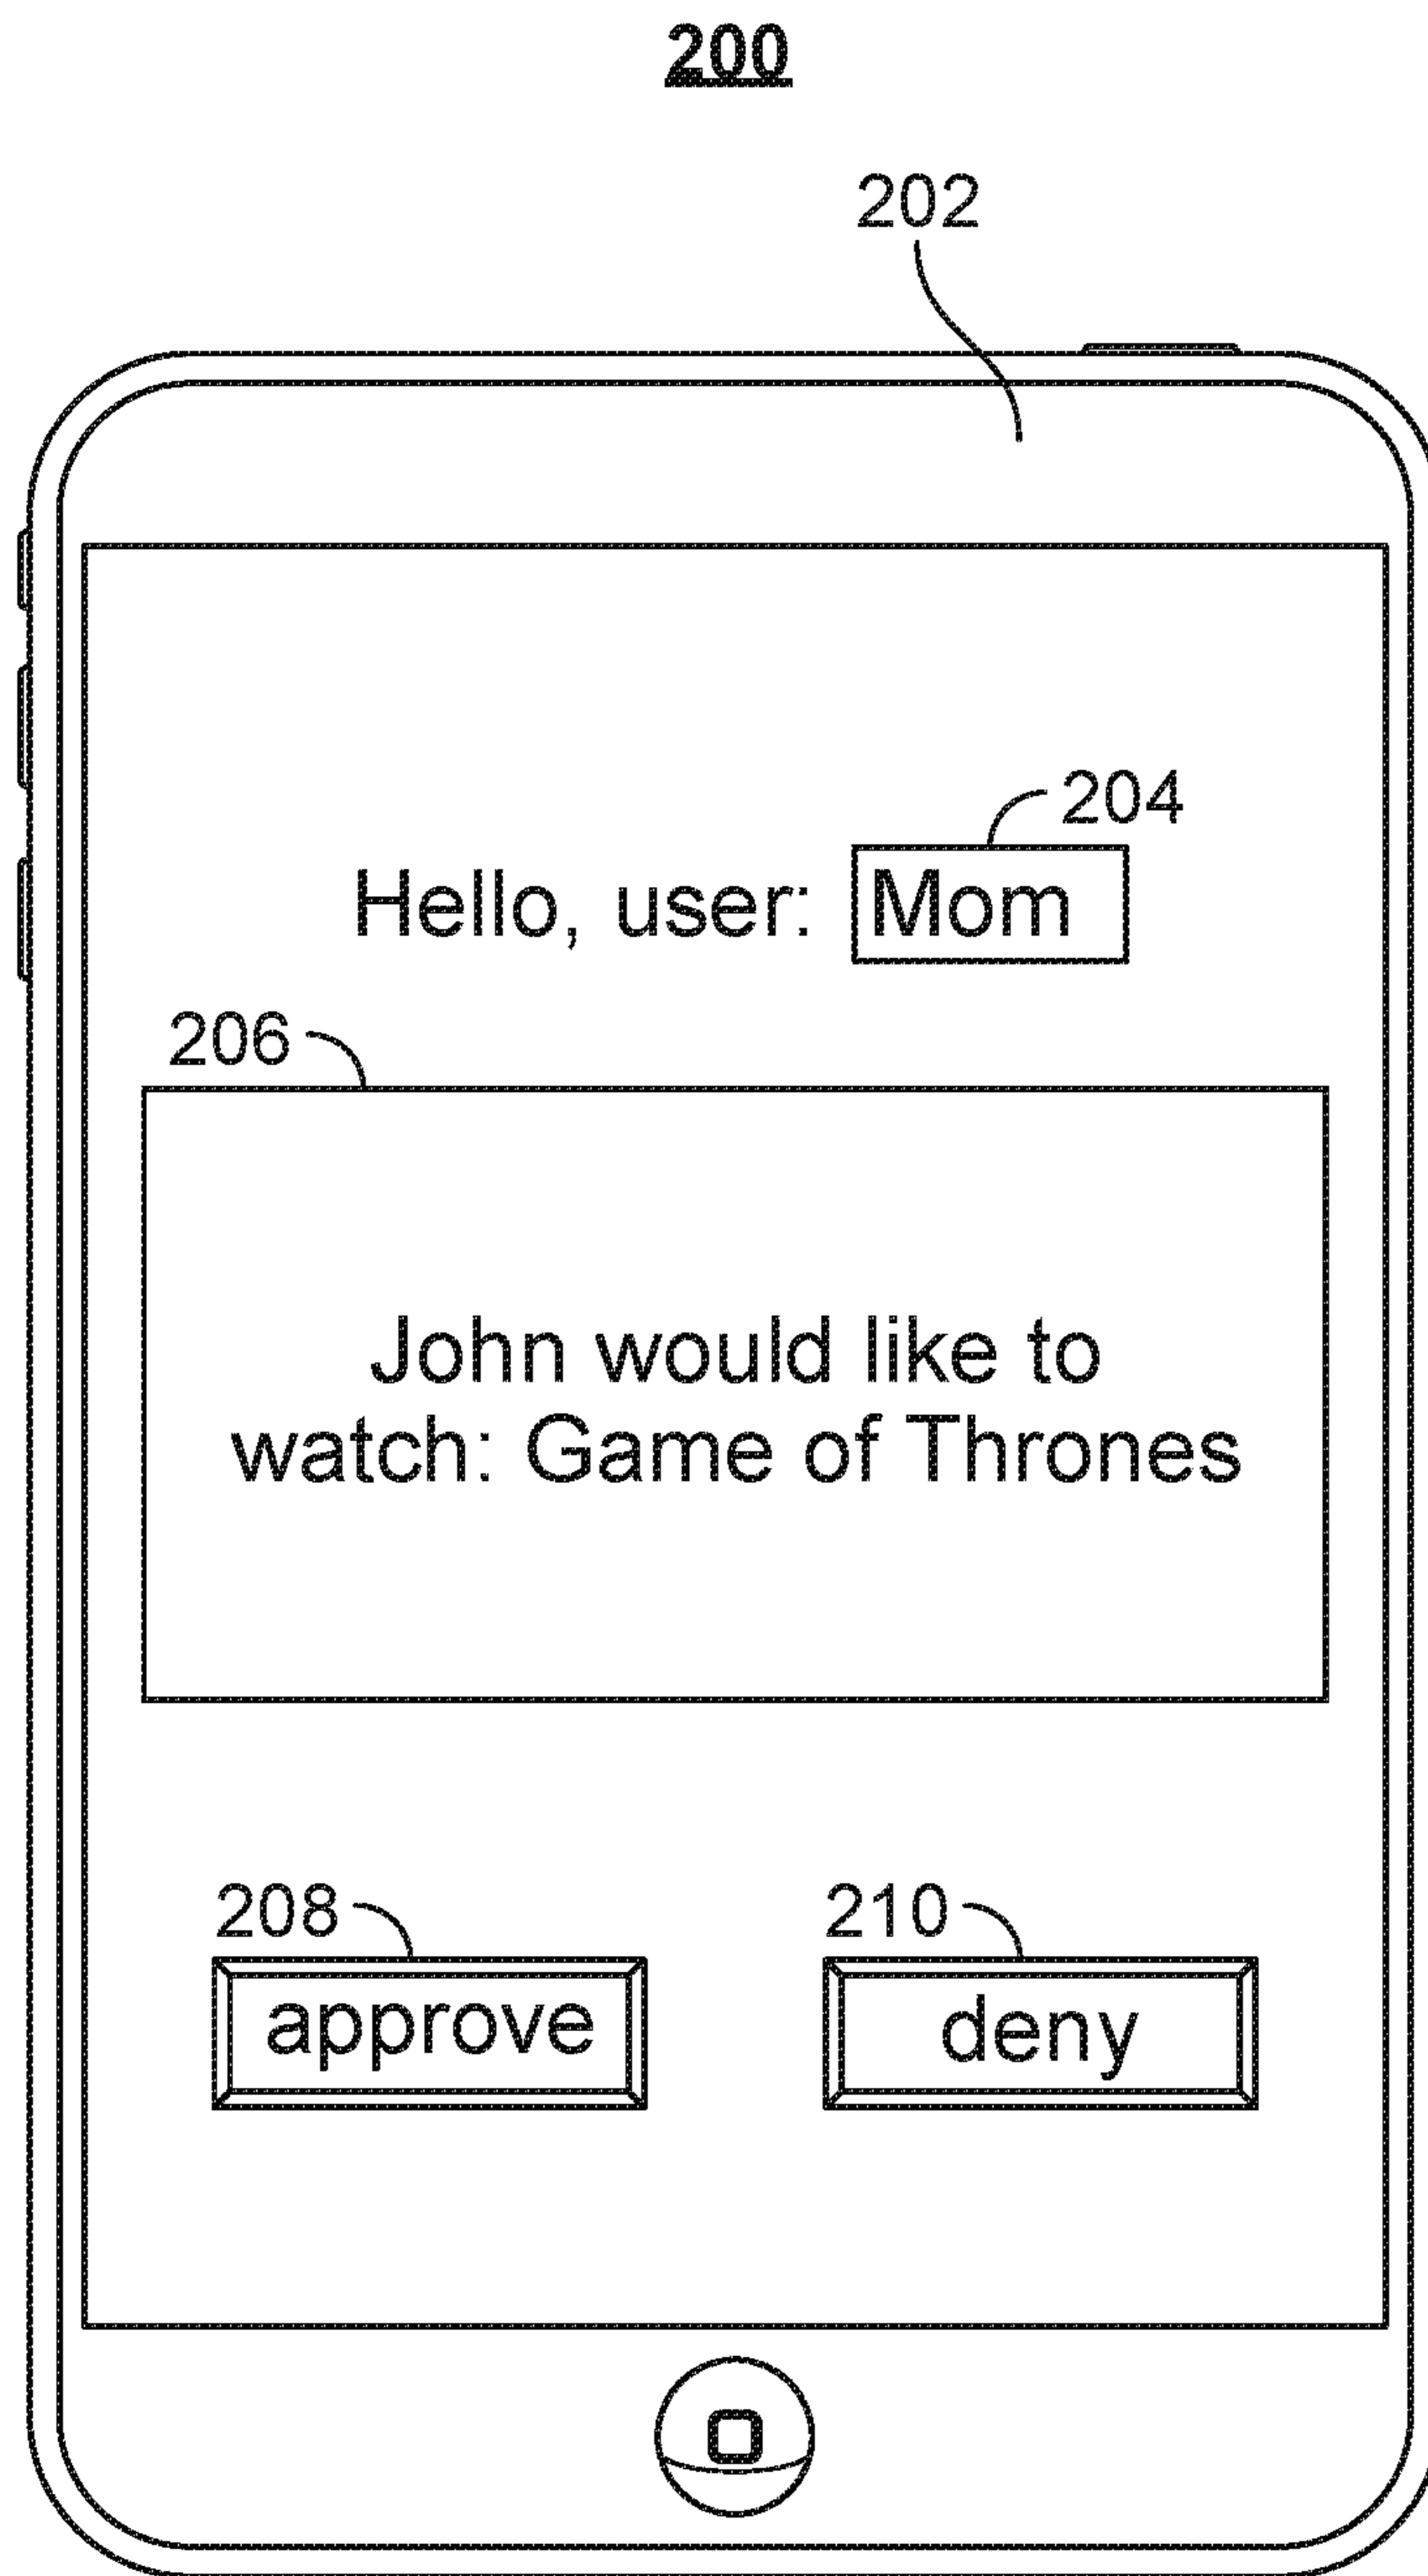 200
202
204
Hello, user: Mom
206
John would like to
watch: Game of Thrones
208
210
approve
deny